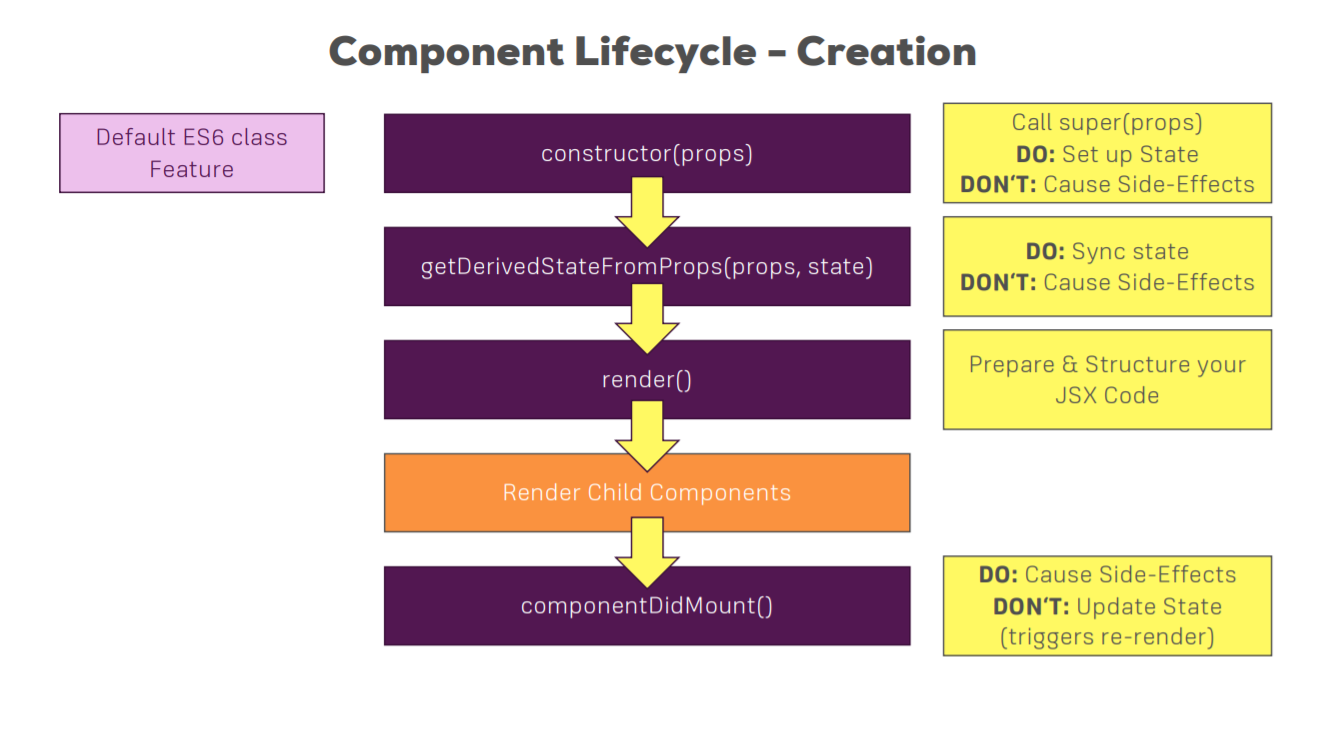 Component Lifecycle – Creation
Default ES6 class
Feature
constructor(props)
Call super(props)
DO: Set up State
DON‘T: Cause Side-Effects
getDerivedStateFromProps(props, state)
DO: Sync state
DON‘T: Cause Side-Effects
render()
Prepare & Structure your
JSX Code
Render Child Components
componentDidMount()
DO: Cause Side-Effects
DON‘T: Update State
(triggers re-render)